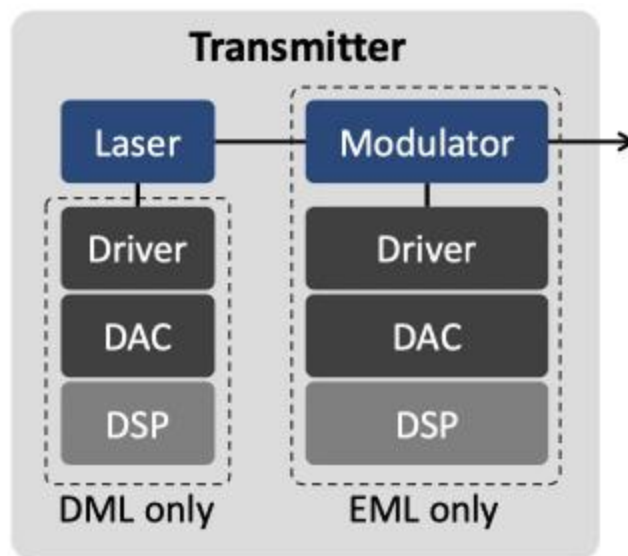 Transmitter
Laser
Modulator
Driver
Driver
DAC
DAC
DSP
DSP
DML only
EML only